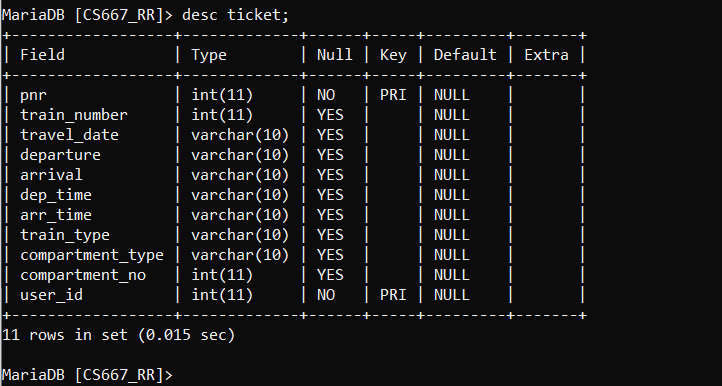 MariaDB [CS667_RR]> desc ticket;
+------------------+-------------+------+-----+---------+-------+
| Field            | Type        | Null | Key | Default | Extra |
+------------------+-------------+------+-----+---------+-------+
| pnr              | int(11)     | NO   | PRI | NULL    |       |
| train_number     | int(11)     | YES  |     | NULL    |       |
| travel_date      | varchar(10) | YES  |     | NULL    |       |
| departure        | varchar(10) | YES  |     | NULL    |       |
| arrival          | varchar(10) | YES  |     | NULL    |       |
| dep_time         | varchar(10) | YES  |     | NULL    |       |
| arr_time         | varchar(10) | YES  |     | NULL    |       |
| train_type       | varchar(10) | YES  |     | NULL    |       |
| compartment_type | varchar(10) | YES  |     | NULL    |       |
| compartment_no   | int(11)     | YES  |     | NULL    |       |
| user_id          | int(11)     | NO   | PRI | NULL    |       |
+------------------+-------------+------+-----+---------+-------+
11 rows in set (0.015 sec)
MariaDB [CS667_RR]>